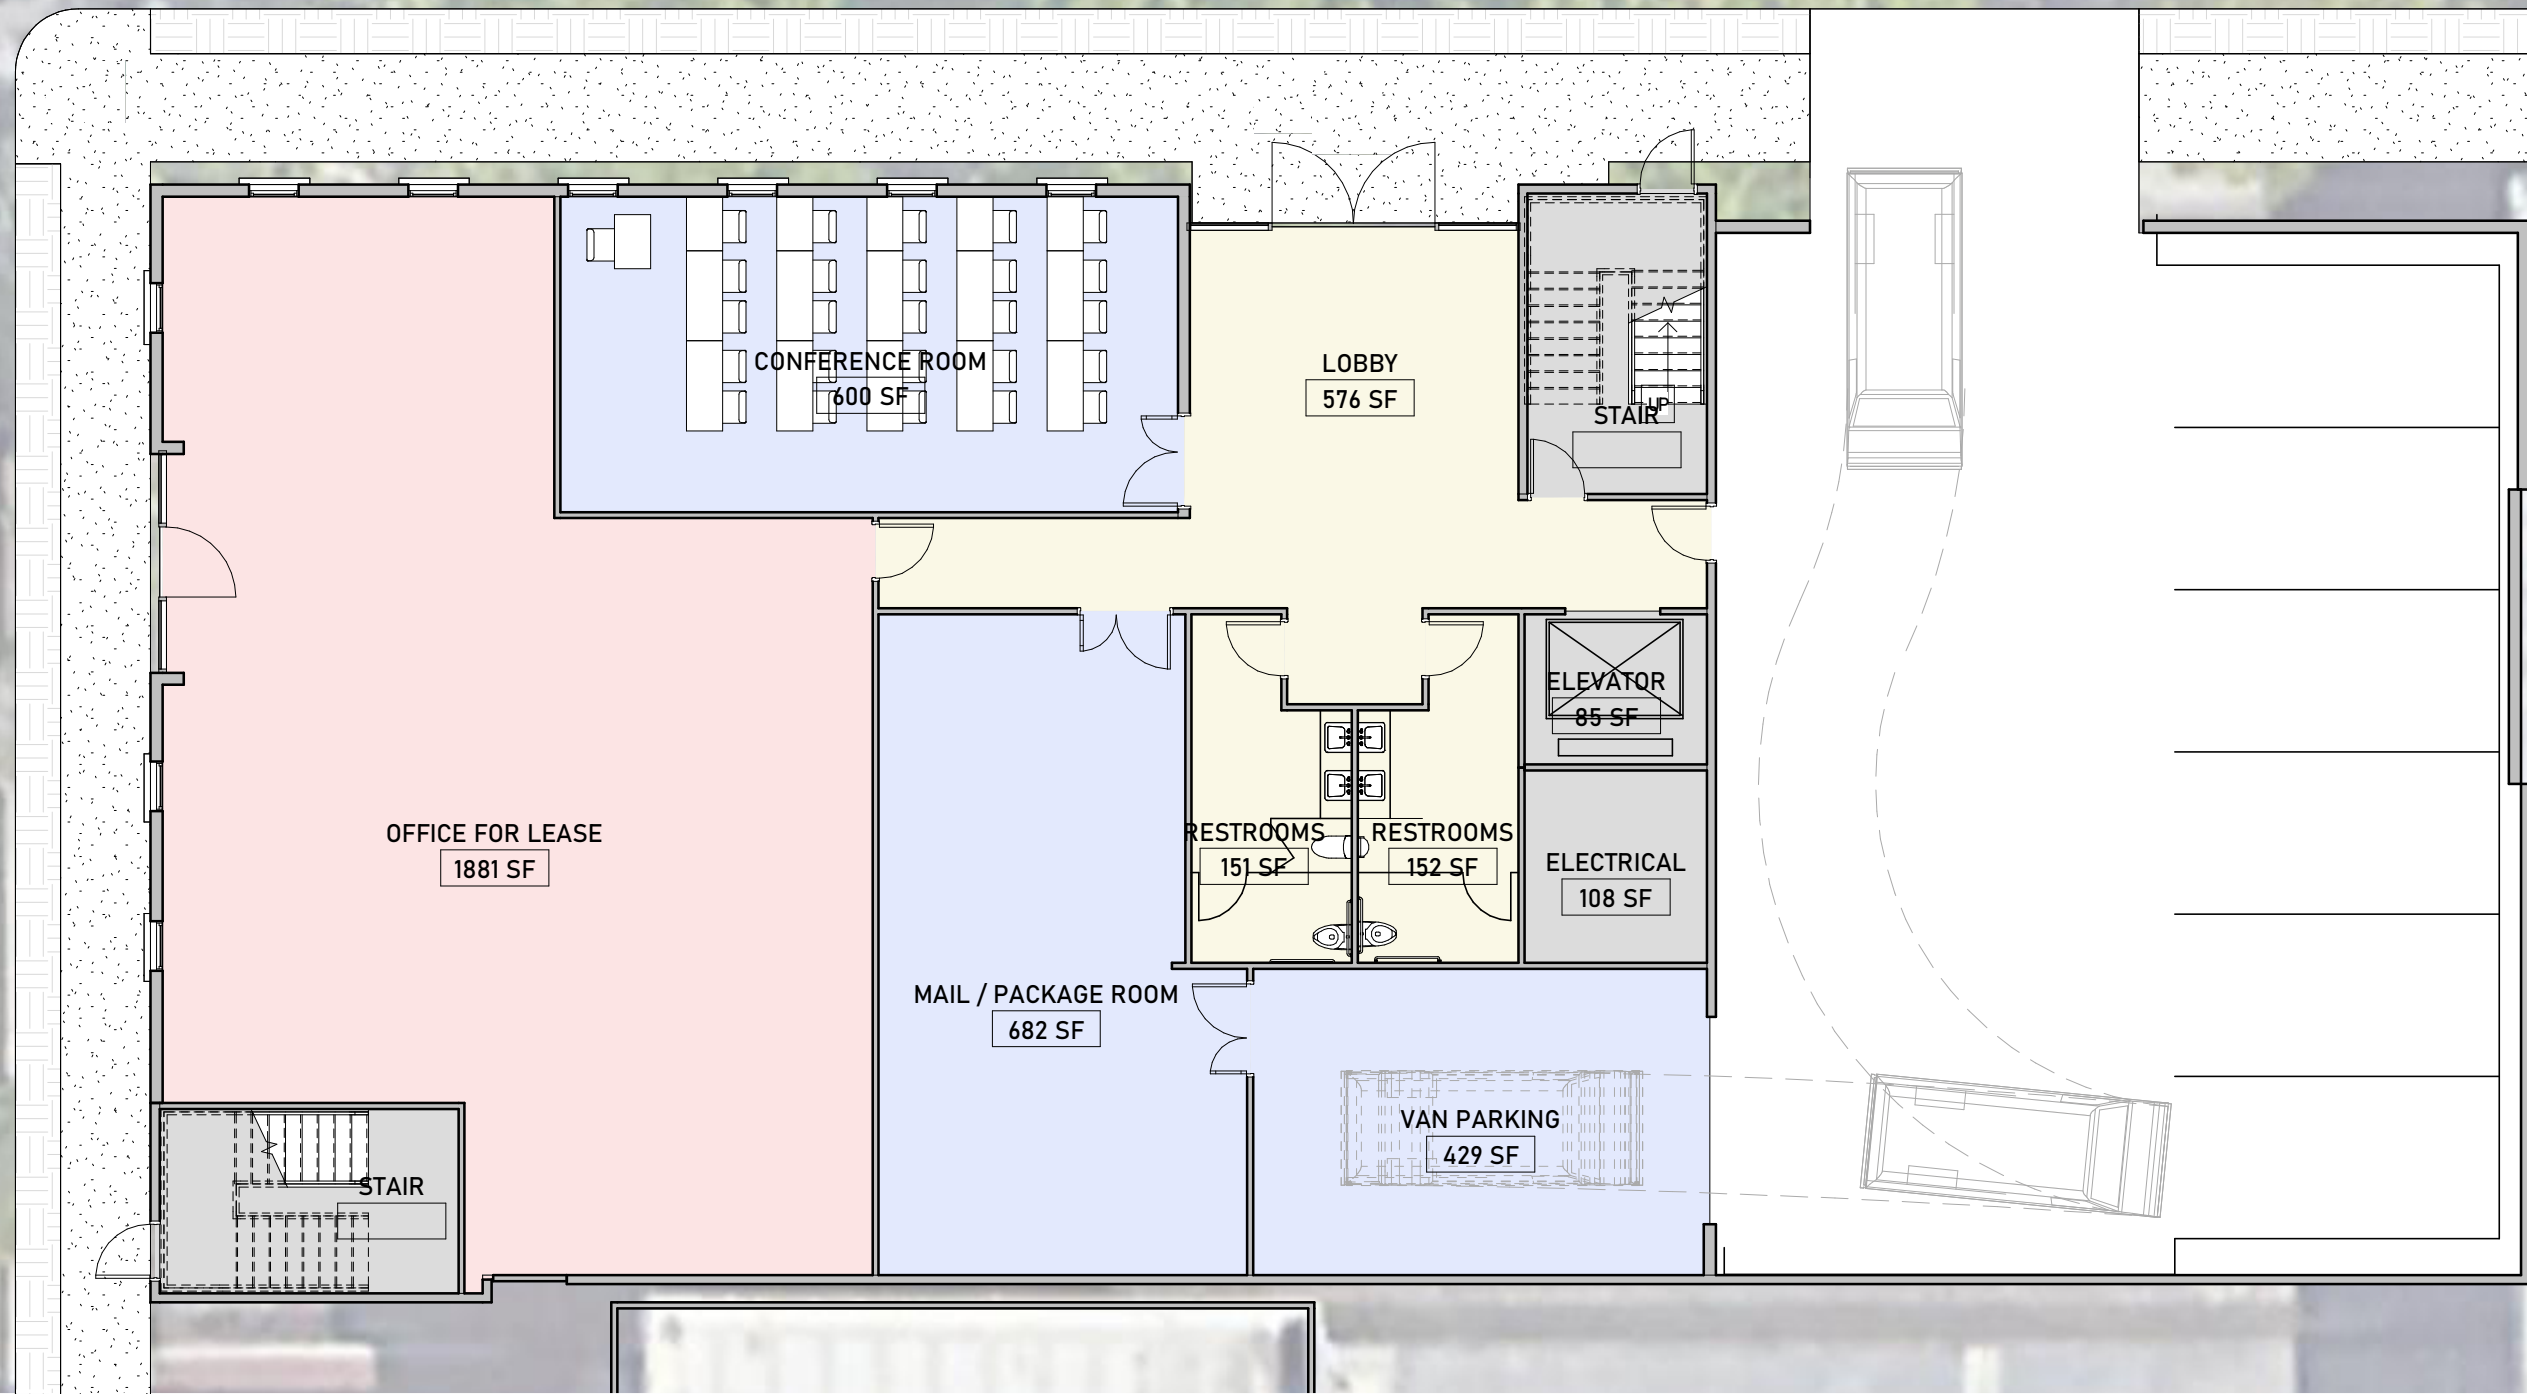 CONFERENCE ROOM
600 SF
LOBBY
576 SF
UP
STAIR
ELEVATOR
85 SF
OFFICE FOR LEASE
1881 SF
RESTROOMS
151 SF
RESTROOMS
152 SF
ELECTRICAL
108 SF
MAIL / PACKAGE ROOM
682 SF
VAN PARKING
429 SF
STAIR